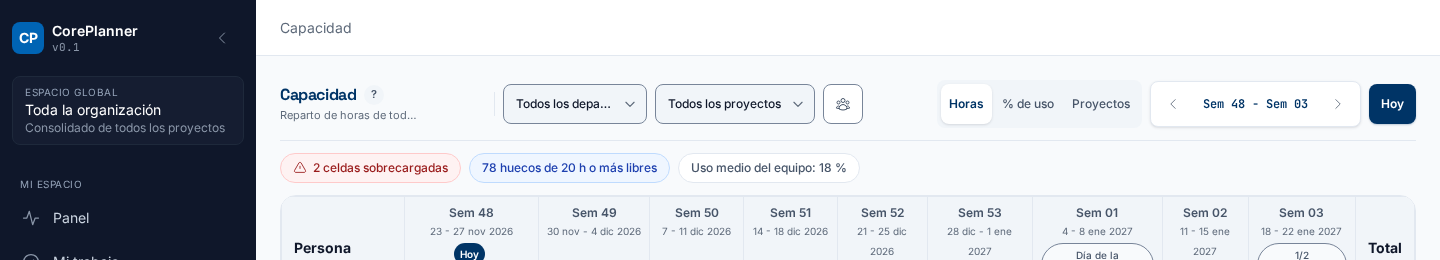 CP CorePlanner
v0.1
ESPACIO GLOBAL
Toda la organización
Consolidado de todos los proyectos
MI ESPACIO
Panel
Capacidad
Capacidad ?
Reparto de horas de tod...
Todos los depa...
Todos los proyectos
Horas % de uso Proyectos
Sem 48 - Sem 03
Hoy
2 celdas sobrecargadas
78 huecos de 20 h o más libres
Uso medio del equipo: 18 %
Persona
Sem 48
23 - 27 nov 2026
Hoy
Sem 49
30 nov - 4 dic 2026
Sem 50
7 - 11 dic 2026
Sem 51
14 - 18 dic 2026
Sem 52
21 - 25 dic
2026
Sem 53
28 dic - 1 ene
2027
Sem 01
4 - 8 ene 2027
Día de la
Sem 02
11 - 15 ene
2027
Sem 03
18 - 22 ene 2027
1/2
Total